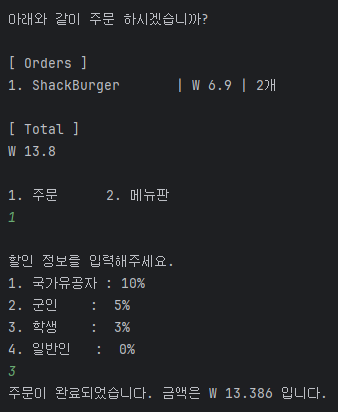 아래와 같이 주문 하시겠습니까?
[ Orders ]
1. ShackBurger | W 6.9 | 2개
[ Total ]
W 13.8
1. 주문 2. 메뉴판
1
할인 정보를 입력해주세요.
1. 국가유공자 : 10%
2. 군인 : 5%
3. 학생 : 3%
4. 일반인 : 0%
3
주문이 완료되었습니다. 금액은 W 13.386 입니다.